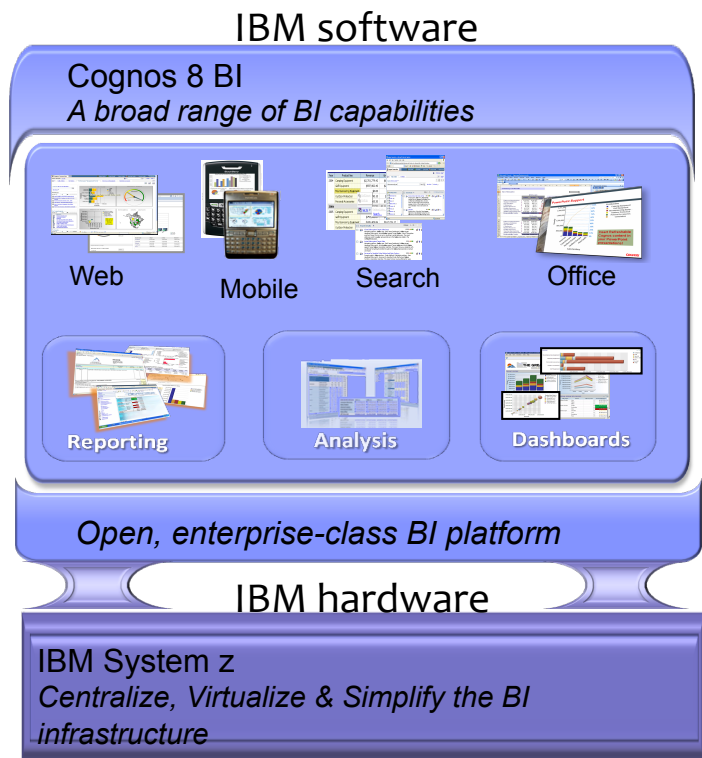 IBM software
Cognos 8 BI
A broad range of BI capabilities
Web
Mobile
Search
Office
Reporting
Analysis
Dashboards
Open, enterprise-class BI platform
IBM hardware
IBM System z
Centralize, Virtualize & Simplify the BI
infrastructure